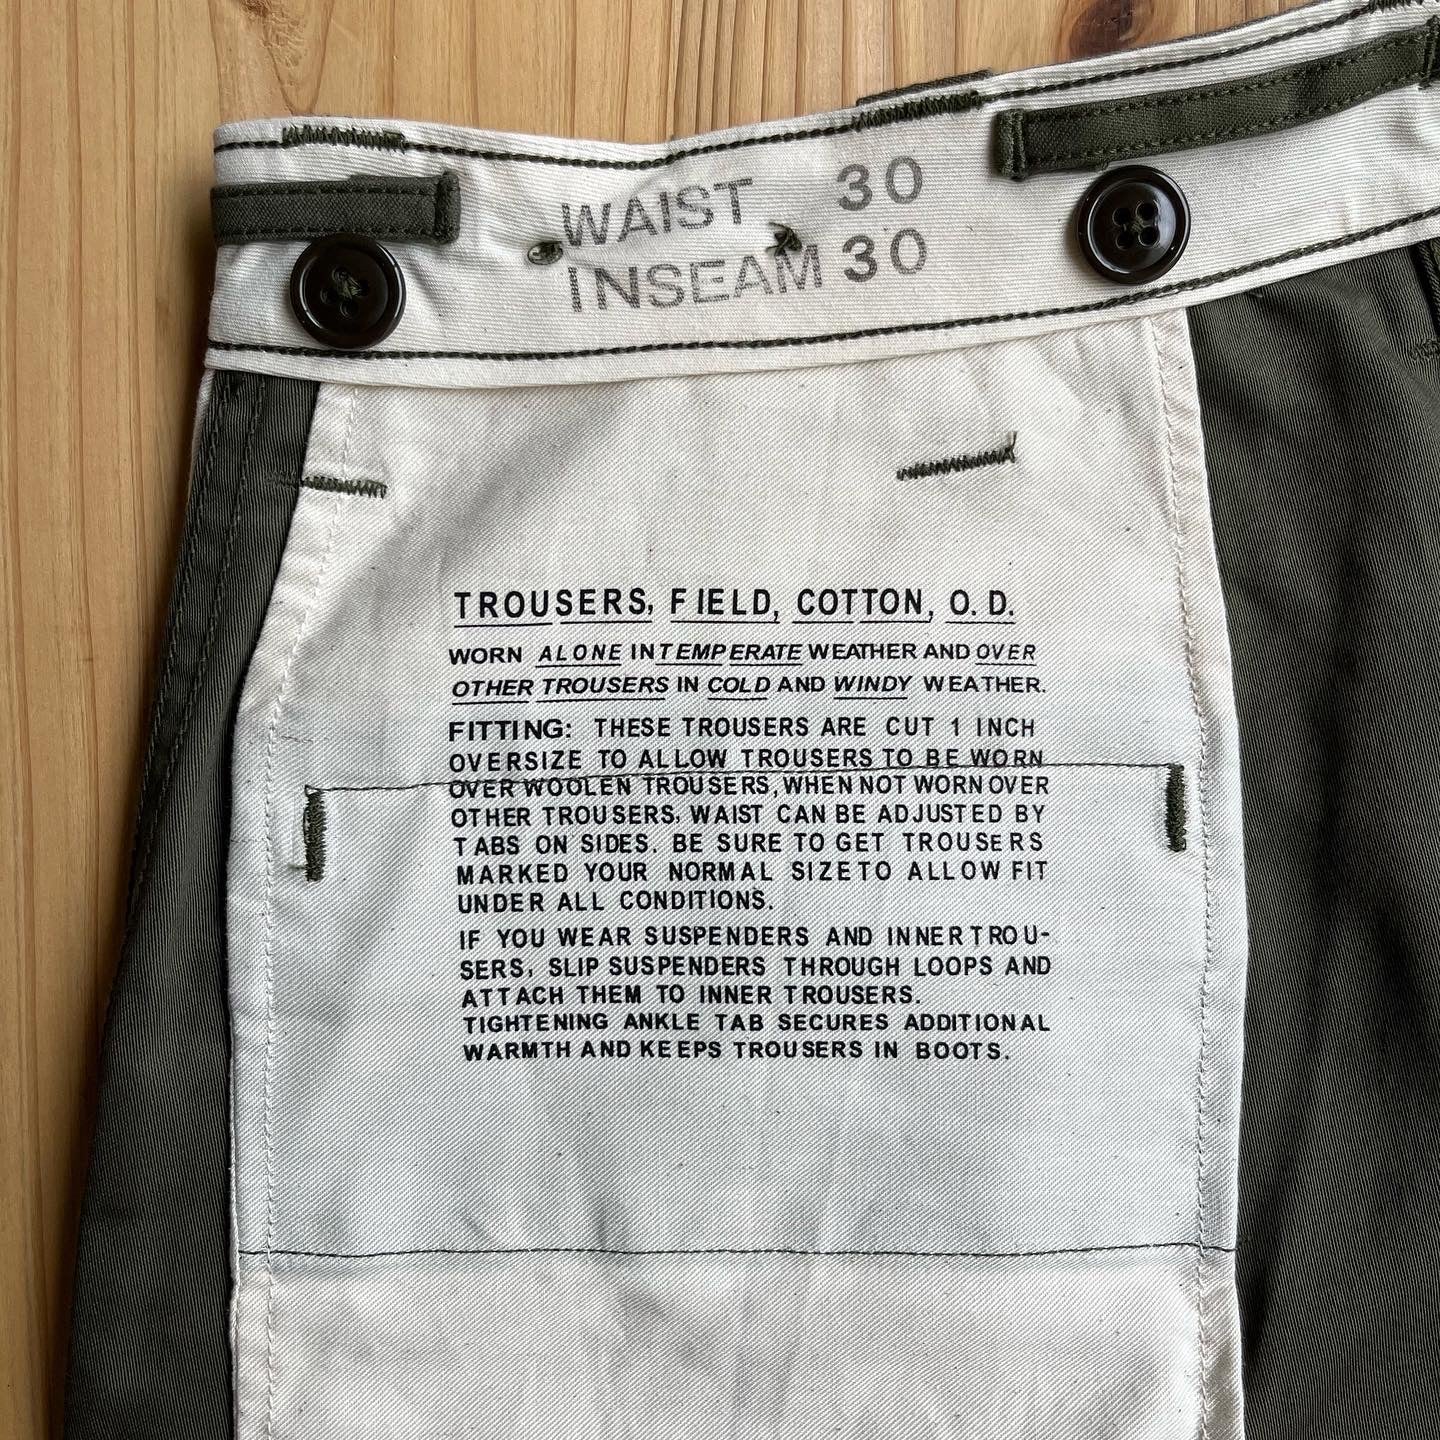 WAIST 30
INSEAM 30
TROUSERS, FIELD, COTTON, O. D.
WORN ALONE IN TEMPERATE WEATHER AND OVER
OTHER TROUSERS IN COLD AND WINDY WEATHER.
FITTING: THESE TROUSERS ARE CUT 1 INCH
OVERSIZE TO ALLOW TROUSERS TO BE WORN
OVER WOOLEN TROUSERS, WHEN NOT WORN OVER
OTHER TROUSERS, WAIST CAN BE ADJUSTED BY
TABS ON SIDES. BE SURE TO GET TROUSERS
MARKED YOUR NORMAL SIZE TO ALLOW FIT
UNDER ALL CONDITIONS.
IF YOU WEAR SUSPENDERS AND INNER TROU-
SERS, SLIP SUSPENDERS THROUGH LOOPS AND
ATTACH THEM TO INNER TROUSERS.
TIGHTENING ANKLE TAB SECURES ADDITIONAL
WARMTH AND KEEPS TROUSERS IN BOOTS.